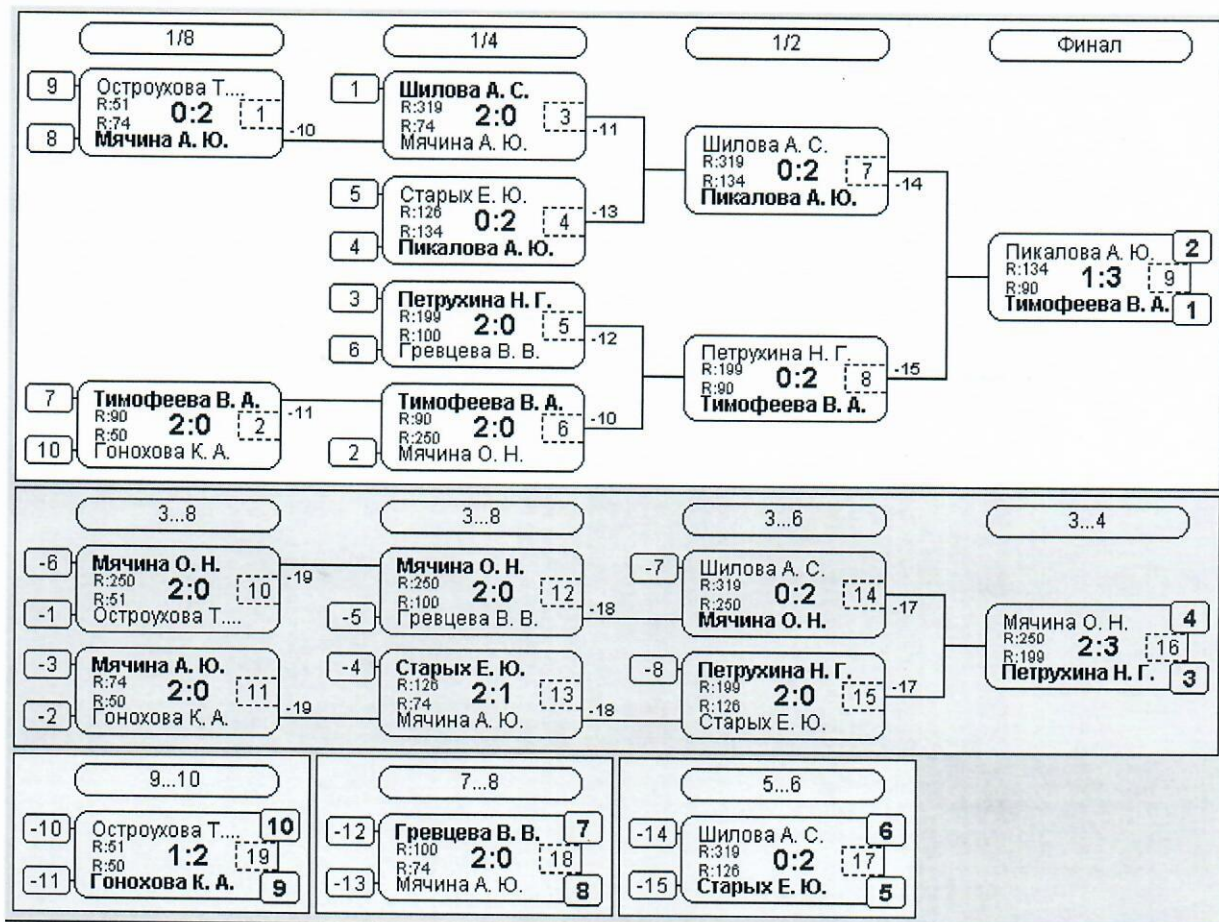 1/8 1/4 1/2 Финал
9 Остроухова Т.... 1 Шилова А. С.
R:51 0:2 1 R:319 2:0 3
R:74 -10 R:74 -11
8 Мячина А. Ю. Мячина А. Ю.
Шилова А. С.
R:319 0:2 7
R:134 -14
Пикалова А. Ю.
5 Старых Е. Ю.
R:126 0:2 4 -13
R:134
4 Пикалова А. Ю.
Пикалова А. Ю. 2
R:134 1:3 9
R:90
Тимофеева В. А. 1
3 Петрухина Н. Г.
R:199 2:0 5
R:100 -12
6 Гревцева В. В.
Петрухина Н. Г.
R:199 0:2 8 -15
R:90
Тимофеева В. А.
7 Тимофеева В. А. Тимофеева В. А.
R:90 2:0 2 -11 R:90 2:0 6 -10
R:50 R:250
10 Гонохова К. А. 2 Мячина О. Н.
3...8 3...8 3...6 3...4
-6 Мячина О. Н. Мячина О. Н. -7 Шилова А. С.
R:250 2:0 10 -19 R:250 2:0 12 R:319 0:2 14
R:51 R:100 -18 R:250 -17
-1 Остроухова Т.... -5 Гревцева В. В. Мячина О. Н.
Мячина О. Н. 4
R:250 2:3 16
R:199
Петрухина Н. Г. 3
-3 Мячина А. Ю. -4 Старых Е. Ю. -8 Петрухина Н. Г.
R:74 2:0 11 R:126 2:1 13 R:199 2:0 15 -17
R:50 -19 R:74 -18 R:126
-2 Гонохова К. А. Мячина А. Ю. Старых Е. Ю.
9...10 7...8 5...6
-10 Остроухова Т.... 10 -12 Гревцева В. В. 7 -14 Шилова А. С. 6
R:51 1:2 19 R:100 2:0 18 R:319 0:2 17
R:50 R:74 R:126
-11 Гонохова К. А. 9 -13 Мячина А. Ю. 8 -15 Старых Е. Ю. 5